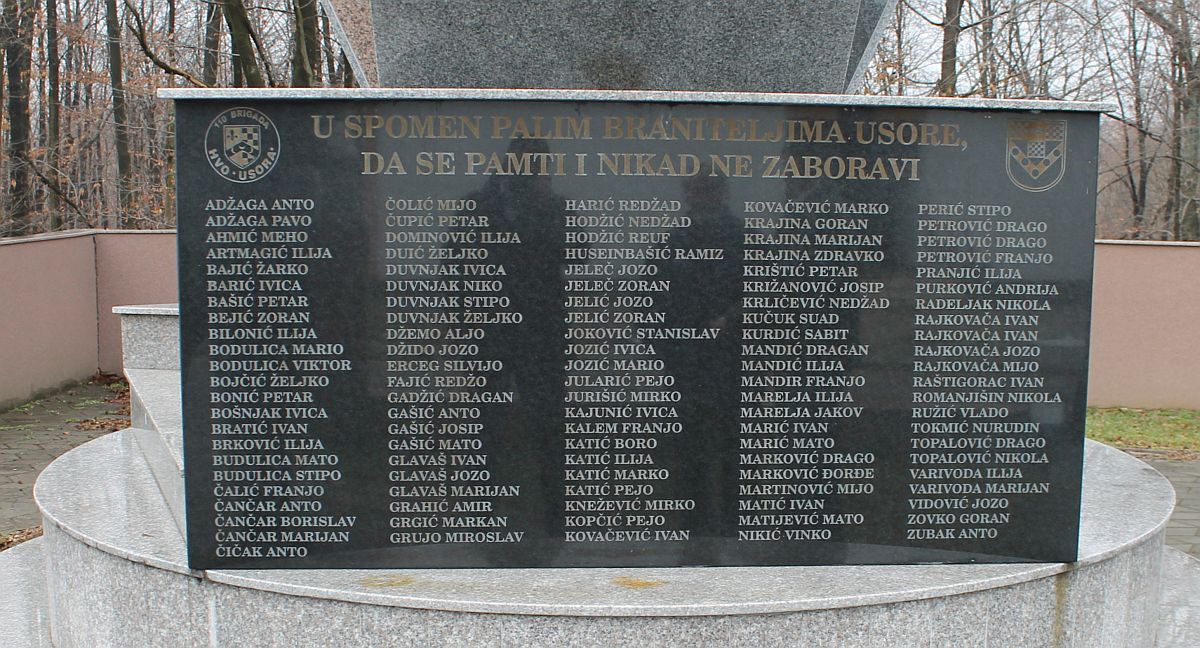 110 BRIGADA
HVO - USORA
U SPOMEN PALIM BRANITELJIMA USORE,
DA SE PAMTI I NIKAD NE ZABORAVI
ADŽAGA ANTO
ADŽAGA PAVO
AHMIĆ MEHO
ARTMAGIĆ ILIJA
BAJIĆ ŽARKO
BARIĆ IVICA
BAŠIĆ PETAR
BEJIĆ ZORAN
BILONIĆ ILIJA
BODULICA MARIO
BODULICA VIKTOR
BOJČIĆ ŽELJKO
BONIĆ PETAR
BOŠNJAK IVICA
BRATIĆ IVAN
BRKOVIĆ ILIJA
BUDULICA MATO
BUDULICA STIPO
ČALIĆ FRANJO
ČANČAR ANTO
ČANČAR BORISLAV
ČANČAR MARIJAN
ČIČAK ANTO
ČOLIĆ MIJO
ČUPIĆ PETAR
DOMINOVIĆ ILIJA
DUIĆ ŽELJKO
DUVNJAK IVICA
DUVNJAK NIKO
DUVNJAK STIPO
DUVNJAK ŽELJKO
DŽEMO ALJO
DŽIDO JOZO
ERCEG SILVIJO
FAJIĆ REDŽO
GADŽIĆ DRAGAN
GAŠIĆ ANTO
GAŠIĆ JOSIP
GAŠIĆ MATO
GLAVAŠ IVAN
GLAVAŠ JOZO
GLAVAŠ MARIJAN
GRAHIĆ AMIR
GRGIĆ MARKAN
GRUJO MIROSLAV
HARIĆ REDŽAD
HODŽIĆ NEDŽAD
HODŽIĆ REUF
HUSEINBAŠIĆ RAMIZ
JELEČ JOZO
JELEČ ZORAN
JELIĆ JOZO
JELIĆ ZORAN
JOKOVIĆ STANISLAV
JOZIĆ IVICA
JOZIĆ MARIO
JULARIĆ PEJO
JURIŠIĆ MIRKO
KAJUNIĆ IVICA
KALEM FRANJO
KATIĆ BORO
KATIĆ ILIJA
KATIĆ MARKO
KATIĆ PEJO
KNEŽEVIĆ MIRKO
KOPČIĆ PEJO
KOVAČEVIĆ IVAN
KOVAČEVIĆ MARKO
KRAJINA GORAN
KRAJINA MARIJAN
KRAJINA ZDRAVKO
KRIŠTIĆ PETAR
KRIŽANOVIĆ JOSIP
KRLIČEVIĆ NEDŽAD
KUČUK SUAD
KURDIĆ SABIT
MANDIĆ DRAGAN
MANDIĆ ILIJA
MANDIR FRANJO
MARELJA ILIJA
MARELJA JAKOV
MARIĆ IVAN
MARIĆ MATO
MARKOVIĆ DRAGO
MARKOVIĆ ĐORĐE
MARTINOVIĆ MIJO
MATIĆ IVAN
MATIJEVIĆ MATO
NIKIĆ VINKO
PERIĆ STIPO
PETROVIĆ DRAGO
PETROVIĆ DRAGO
PETROVIĆ FRANJO
PRANJIĆ ILIJA
PURKOVIĆ ANDRIJA
RADELJAK NIKOLA
RAJKOVAČA IVAN
RAJKOVAČA IVAN
RAJKOVAČA JOZO
RAJKOVAČA MIJO
RAŠTIGORAC IVAN
ROMANJIŠIN NIKOLA
RUŽIĆ VLADO
TOKMIĆ NURUDIN
TOPALOVIĆ DRAGO
TOPALOVIĆ NIKOLA
VARIVODA ILIJA
VARIVODA MARIJAN
VIDOVIĆ JOZO
ZOVKO GORAN
ZUBAK ANTO